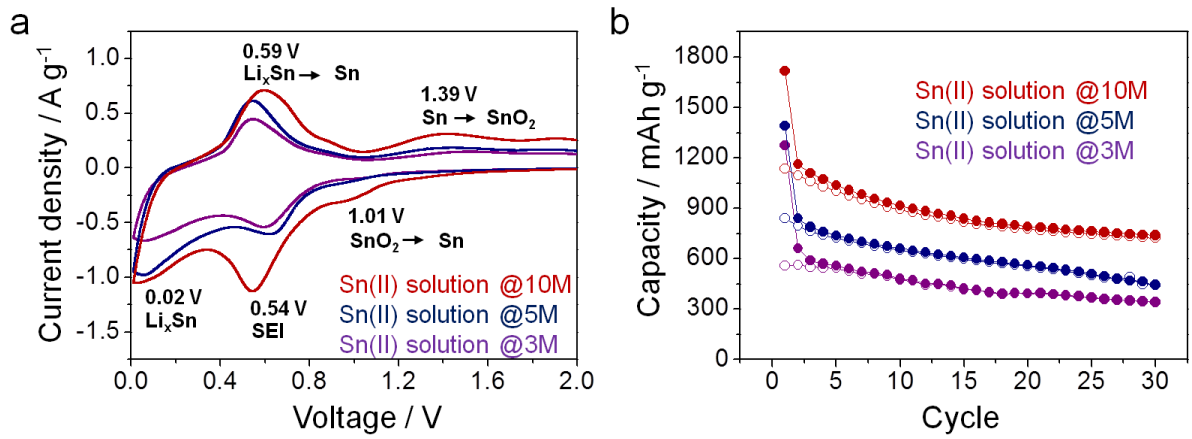 a
Current density / A g⁻¹
1.0
0.5
0.0
-0.5
-1.0
-1.5
0.0
0.4
0.8
1.2
1.6
2.0
Voltage / V
0.59 V
LiₓSn → Sn
1.39 V
Sn → SnO₂
1.01 V
SnO₂ → Sn
0.02 V
LiₓSn
0.54 V
SEI
Sn(II) solution @10M
Sn(II) solution @5M
Sn(II) solution @3M
b
Capacity / mAh g⁻¹
1800
1500
1200
900
600
300
0
0
5
10
15
20
25
30
Cycle
Sn(II) solution @10M
Sn(II) solution @5M
Sn(II) solution @3M